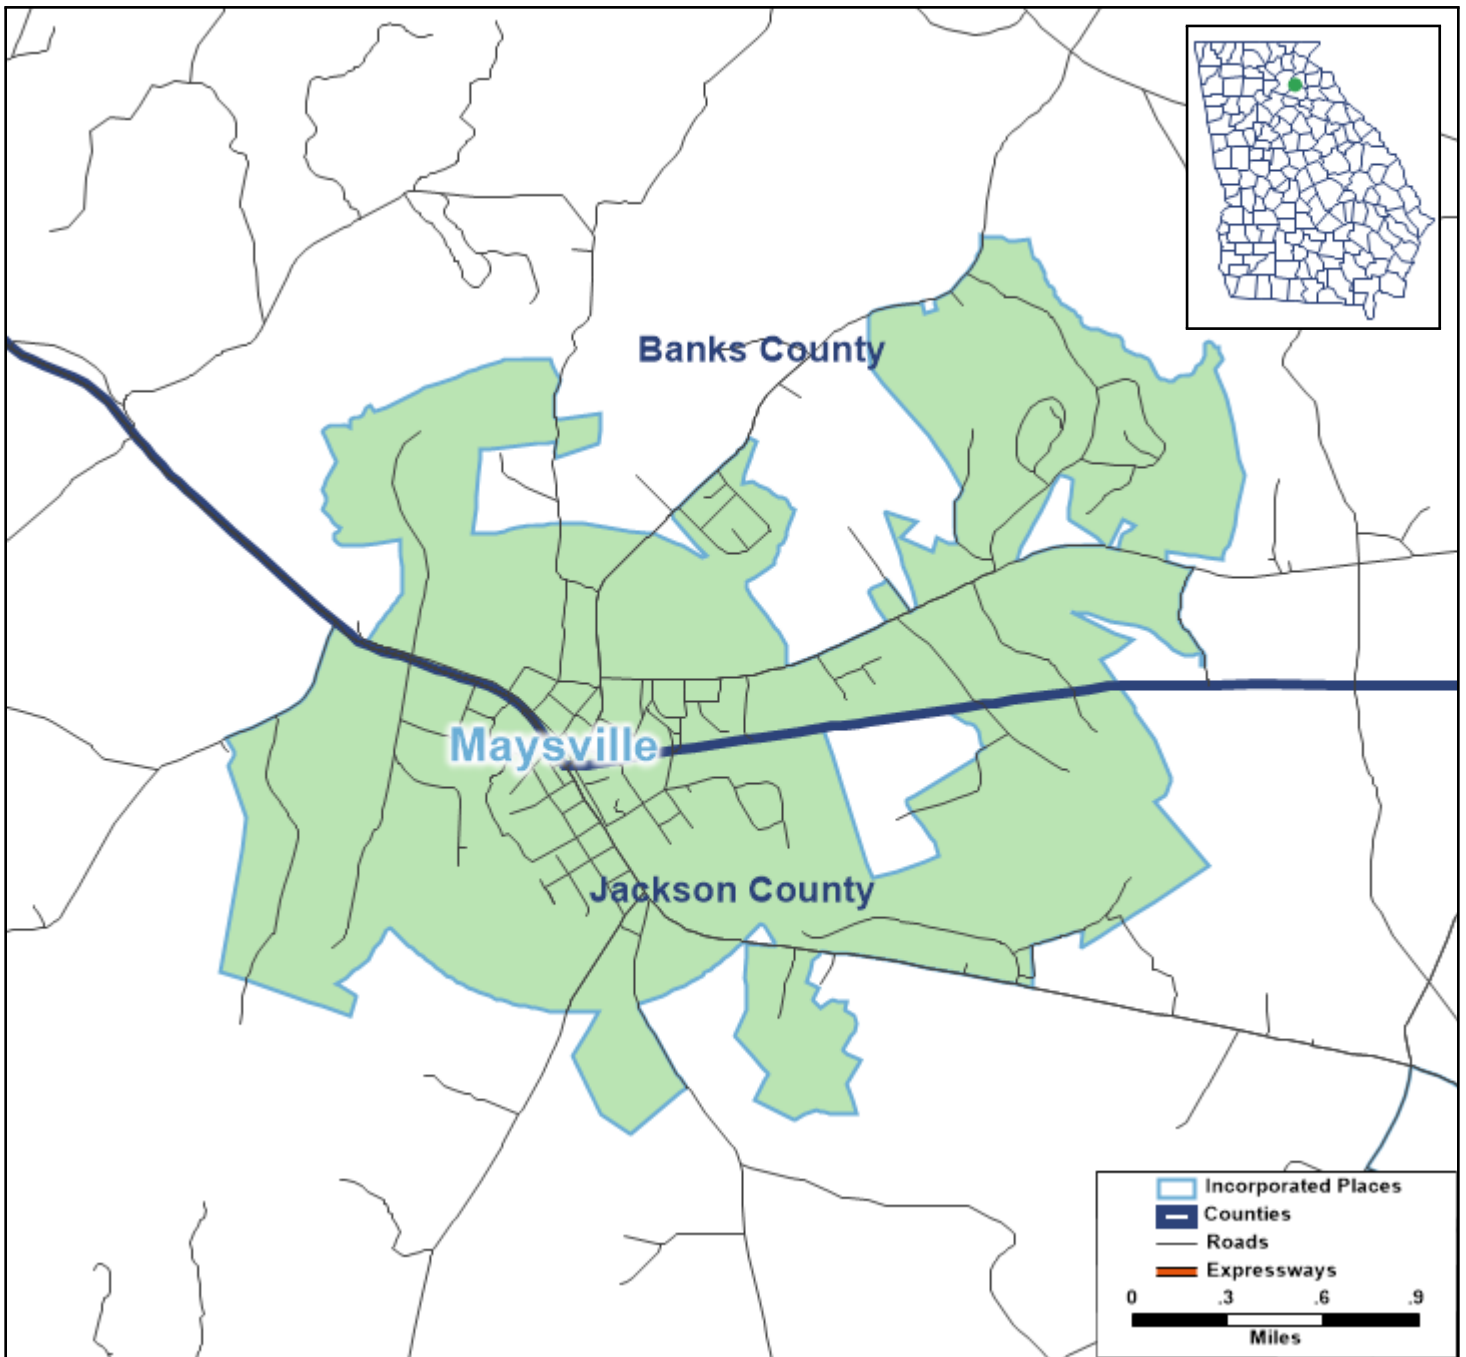 Banks County
Maysville
Jackson County
Incorporated Places
Counties
Roads
Expressways
0 .3 .6 .9
Miles